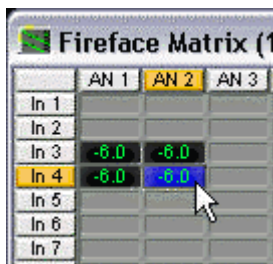 Fireface Matrix (1
AN 1 AN 2 AN 3
In 1
In 2
In 3 -6.0 -6.0
In 4 -6.0 -6.0
In 5
In 6
In 7